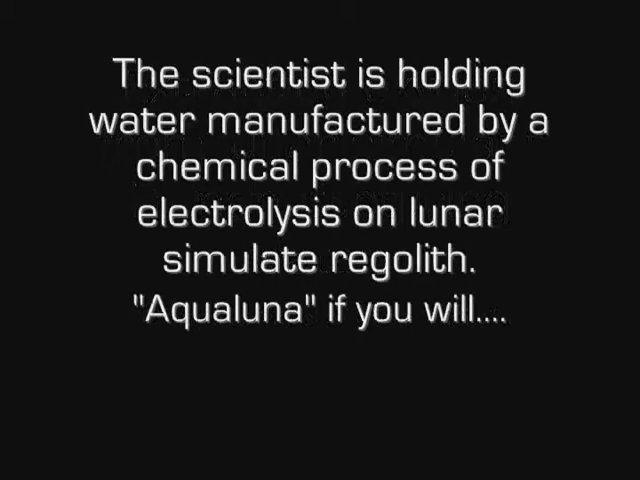 The scientist is holding
water manufactured by a
chemical process of
electrolysis on lunar
simulate regolith.
"Aqualuna" if you will....